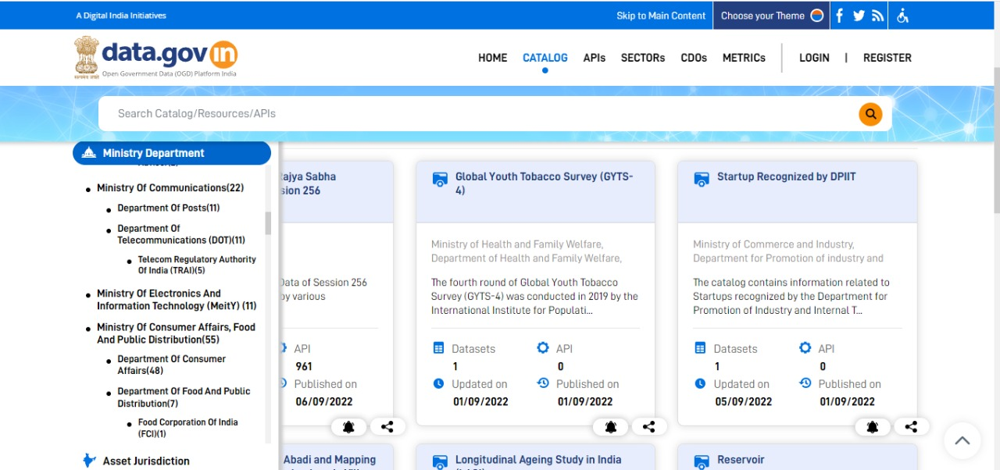 A Digital India Initiatives
Skip to Main Content
Choose your Theme
data.gov in
Open Government Data (OGD) Platform India
सत्यमेव जयते
HOME CATALOG APIs SECTORs CDOs METRICs LOGIN | REGISTER
Search Catalog/Resources/APIs
Ministry Department
Ministry Of Communications(22)
Department Of Posts(11)
Department Of
Telecommunications (DOT)(11)
Telecom Regulatory Authority
Of India (TRAI)(5)
Ministry Of Electronics And
Information Technology (MeitY) (11)
Ministry Of Consumer Affairs, Food
And Public Distribution(55)
Department Of Consumer
Affairs(48)
Department Of Food And Public
Distribution(7)
Food Corporation Of India
(FCI)(1)
Asset Jurisdiction
ajya Sabha
sion 256
Data of Session 256
by various
API
961
Published on
06/09/2022
Global Youth Tobacco Survey (GYTS-
4)
Ministry of Health and Family Welfare,
Department of Health and Family Welfare,
The fourth round of Global Youth Tobacco
Survey (GYTS-4) was conducted in 2019 by the
International Institute for Populati...
Datasets API
1 0
Updated on Published on
01/09/2022 01/09/2022
Startup Recognized by DPIIT
Ministry of Commerce and Industry,
Department for Promotion of industry and
The catalog contains information related to
Startups recognized by the Department for
Promotion of Industry and Internal T...
Datasets API
1 0
Updated on Published on
05/09/2022 01/09/2022
Abadi and Mapping
Longitudinal Ageing Study in India
Reservoir